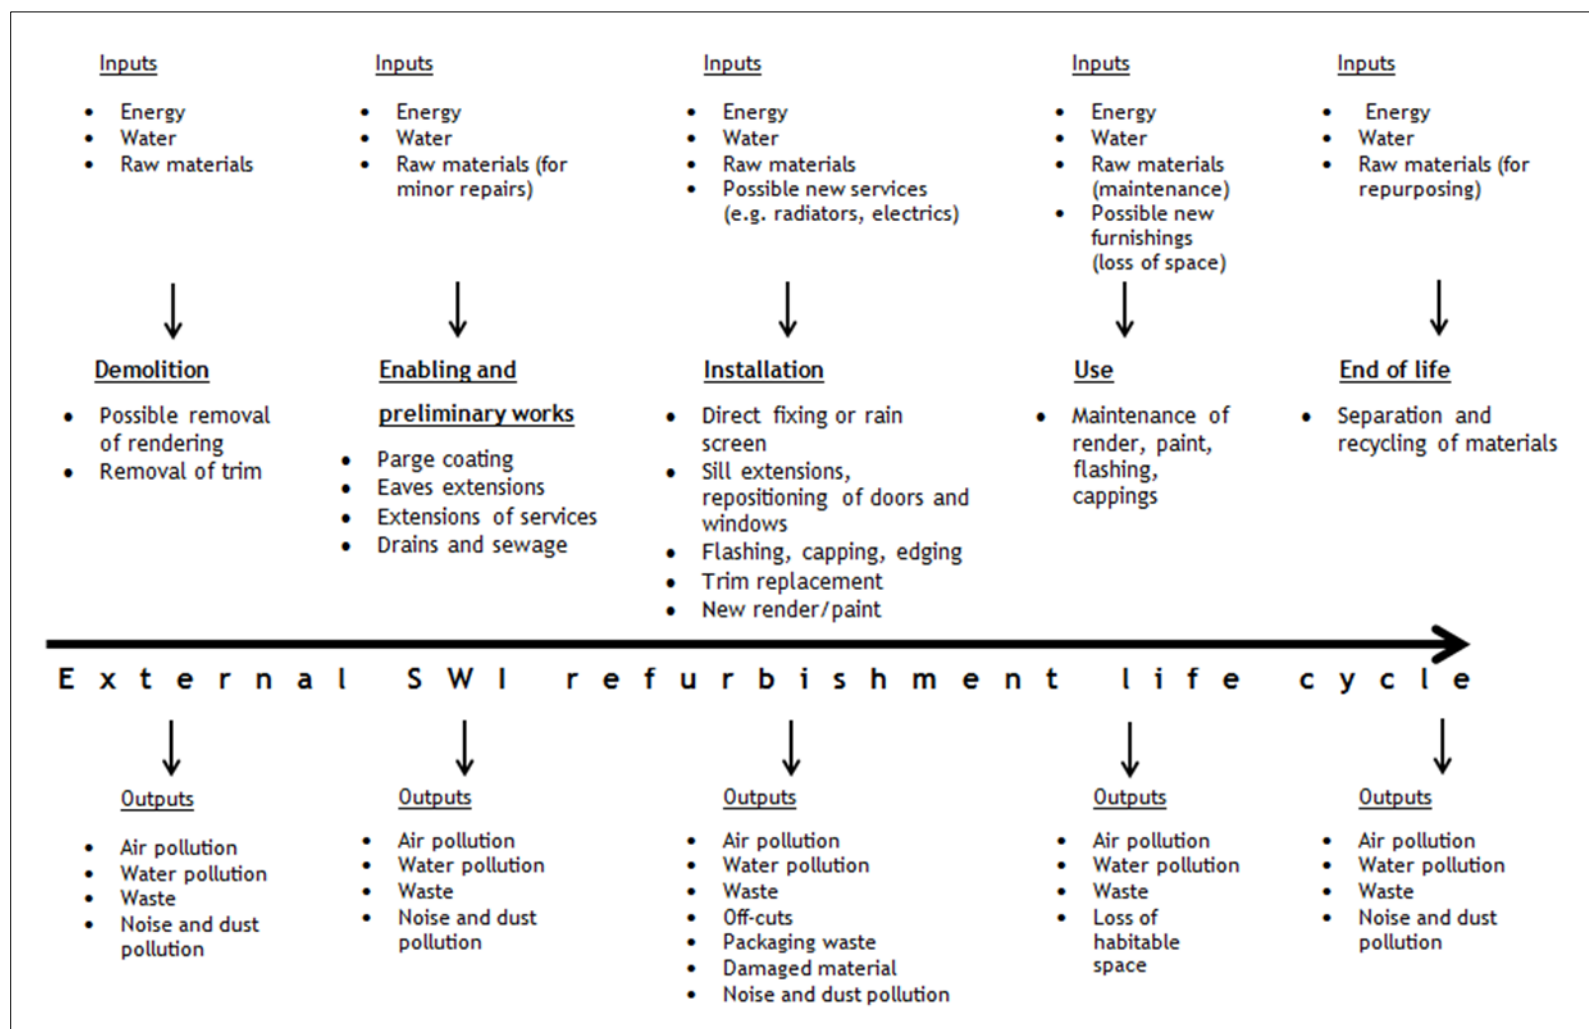 Inputs
• Energy
• Water
• Raw materials
Inputs
• Energy
• Water
• Raw materials (for
minor repairs)
Inputs
• Energy
• Water
• Raw materials
• Possible new services
(e.g. radiators, electrics)
Inputs
• Energy
• Water
• Raw materials
(maintenance)
• Possible new
furnishings
(loss of space)
Inputs
• Energy
• Water
• Raw materials (for
repurposing)
Demolition
• Possible removal
of rendering
• Removal of trim
Enabling and
preliminary works
• Parge coating
• Eaves extensions
• Extensions of services
• Drains and sewage
Installation
• Direct fixing or rain
screen
• Sill extensions,
repositioning of doors and
windows
• Flashing, capping, edging
• Trim replacement
• New render/paint
Use
• Maintenance of
render, paint,
flashing,
cappings
End of life
• Separation and
recycling of materials
External SWI refurbishment life cycle
Outputs
• Air pollution
• Water pollution
• Waste
• Noise and dust
pollution
Outputs
• Air pollution
• Water pollution
• Waste
• Noise and dust
pollution
Outputs
• Air pollution
• Water pollution
• Waste
• Off-cuts
• Packaging waste
• Damaged material
• Noise and dust pollution
Outputs
• Air pollution
• Water pollution
• Waste
• Loss of
habitable
space
Outputs
• Air pollution
• Water pollution
• Waste
• Noise and dust
pollution